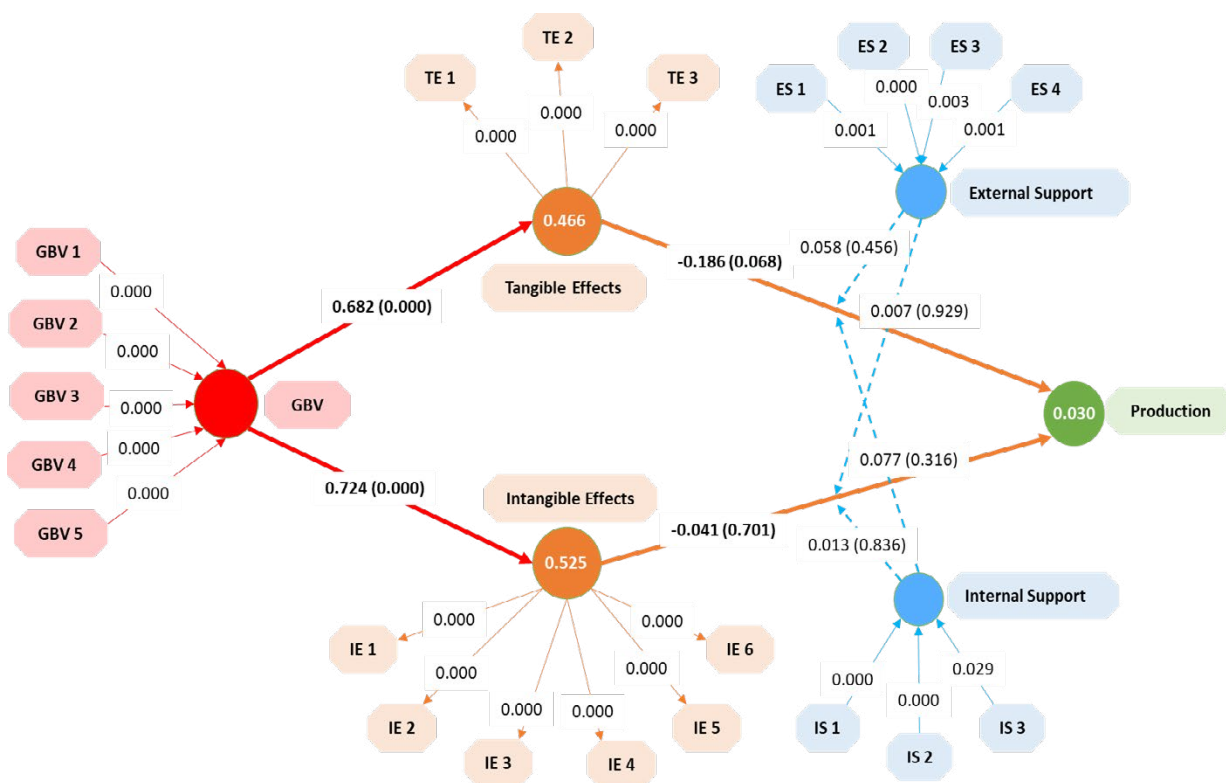 TE 1
TE 2
TE 3
0.000
0.000
0.000
0.466
Tangible Effects
ES 1
ES 2
ES 3
ES 4
0.001
0.000
0.003
0.001
External Support
GBV 1
GBV 2
GBV 3
GBV 4
GBV 5
0.000
0.000
0.000
0.000
0.000
GBV
0.682 (0.000)
0.724 (0.000)
-0.186 (0.068)
0.058 (0.456)
0.007 (0.929)
0.030
Production
0.077 (0.316)
-0.041 (0.701)
0.013 (0.836)
Intangible Effects
0.525
0.000
0.000
0.000
0.000
0.000
0.000
IE 1
IE 2
IE 3
IE 4
IE 5
IE 6
Internal Support
0.000
0.000
0.029
IS 1
IS 2
IS 3